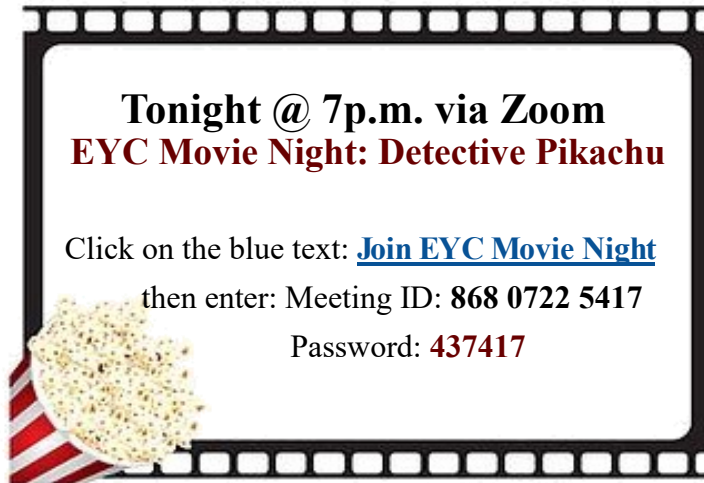 Tonight @ 7p.m. via Zoom
EYC Movie Night: Detective Pikachu
Click on the blue text: Join EYC Movie Night
then enter: Meeting ID: 868 0722 5417
Password: 437417